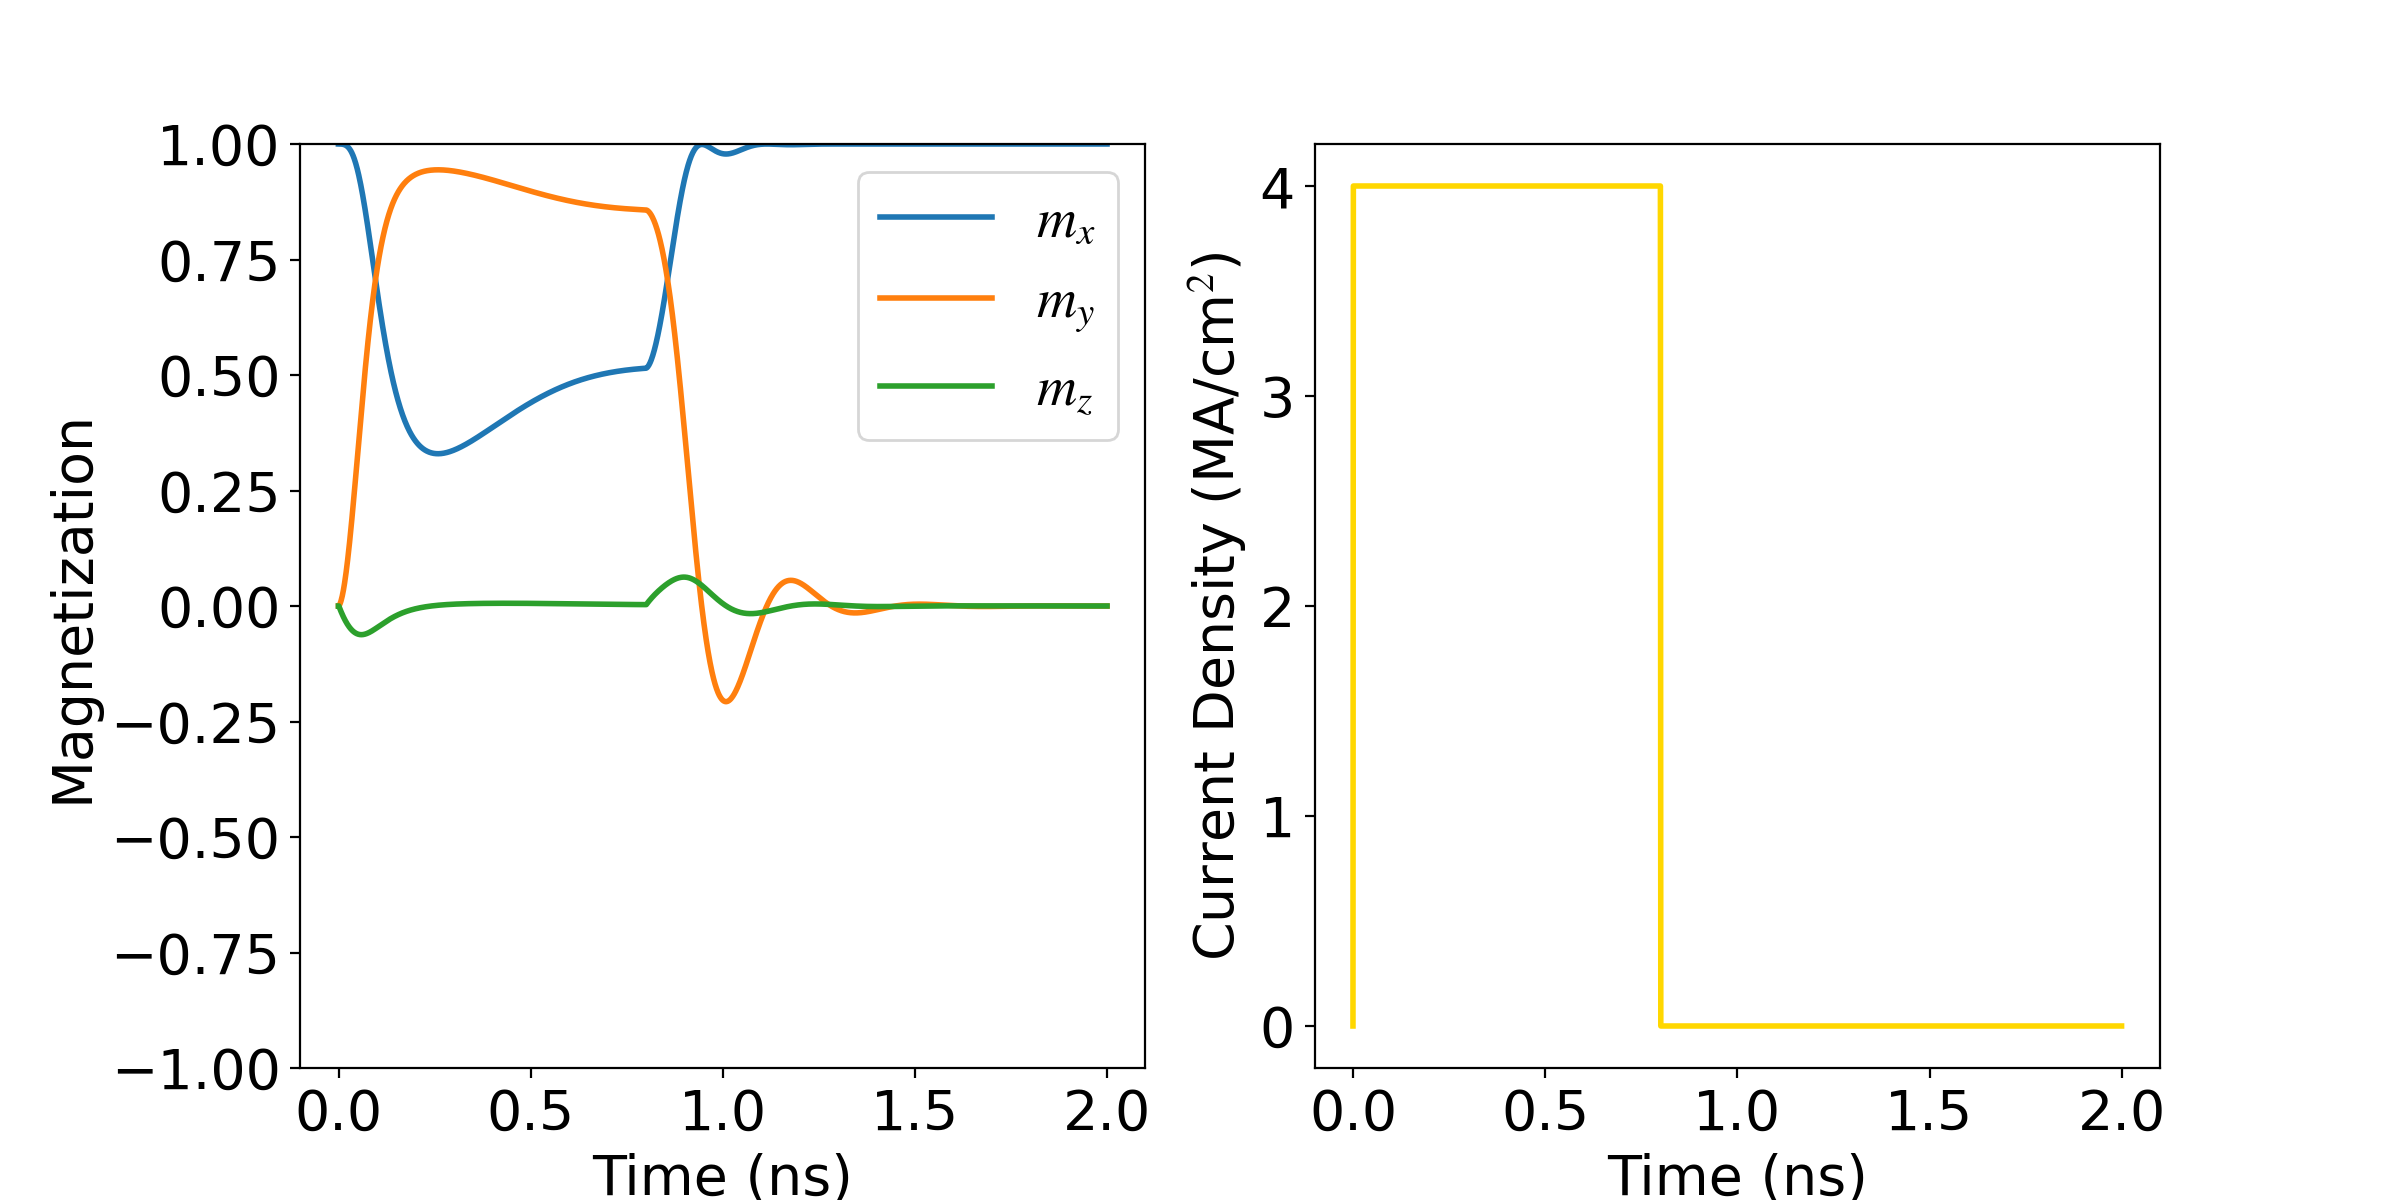 Magnetization
1.00
0.75
0.50
0.25
0.00
−0.25
−0.50
−0.75
−1.00
0.0 0.5 1.0 1.5 2.0
Time (ns)
m_x
m_y
m_z
Current Density (MA/cm²)
4
3
2
1
0
0.0 0.5 1.0 1.5 2.0
Time (ns)